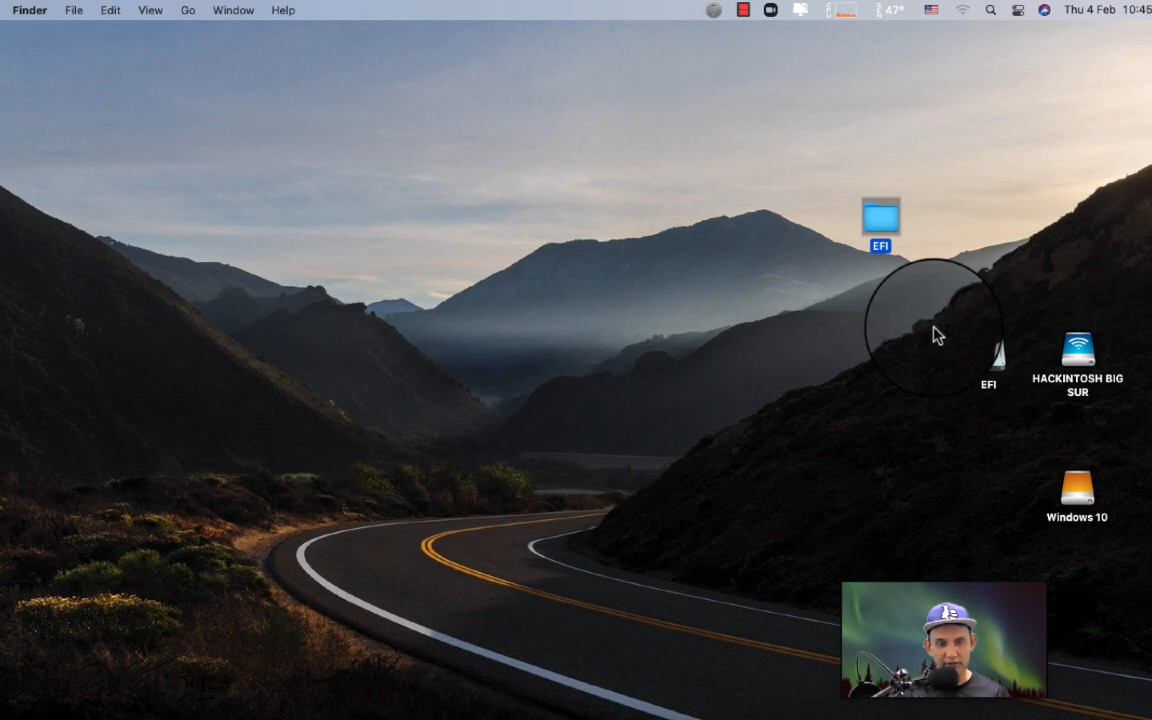 Finder File Edit View Go Window Help 47° Thu 4 Feb 10:45
EFI
EFI
HACKINTOSH BIG
SUR
Windows 10